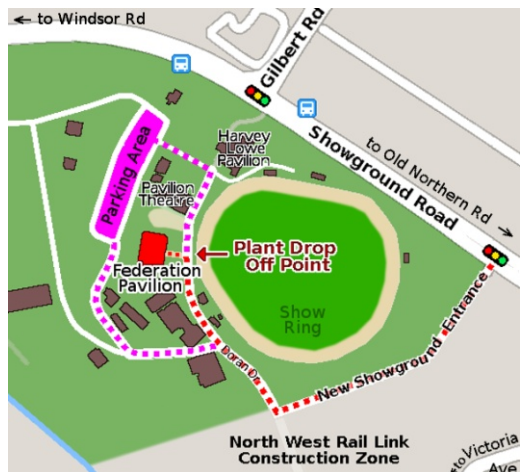 ← to Windsor Rd
Gilbert Rd
Showground Road
to Old Northern Rd
→
Harvey
Lowe
Pavilion
Parking Area
Pavilion
Theatre
Plant Drop
Off Point
Federation
Pavilion
Show
Ring
Doran Dr
New Showground Entrance
North West Rail Link
Construction Zone
to Victoria
Ave